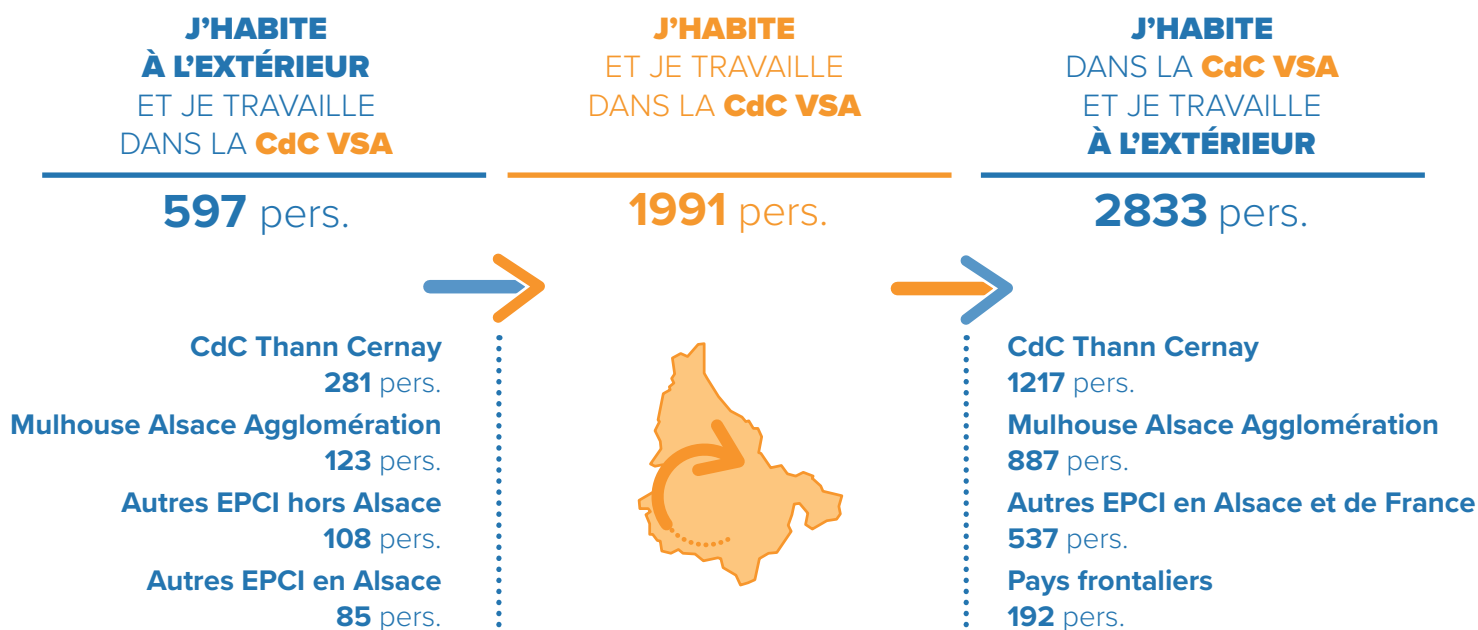 J’HABITE
À L’EXTÉRIEUR
ET JE TRAVAILLE
DANS LA CdC VSA
597 pers.
CdC Thann Cernay
281 pers.
Mulhouse Alsace Agglomération
123 pers.
Autres EPCI hors Alsace
108 pers.
Autres EPCI en Alsace
85 pers.
J’HABITE
ET JE TRAVAILLE
DANS LA CdC VSA
1991 pers.
J’HABITE
DANS LA CdC VSA
ET JE TRAVAILLE
À L’EXTÉRIEUR
2833 pers.
CdC Thann Cernay
1217 pers.
Mulhouse Alsace Agglomération
887 pers.
Autres EPCI en Alsace et de France
537 pers.
Pays frontaliers
192 pers.